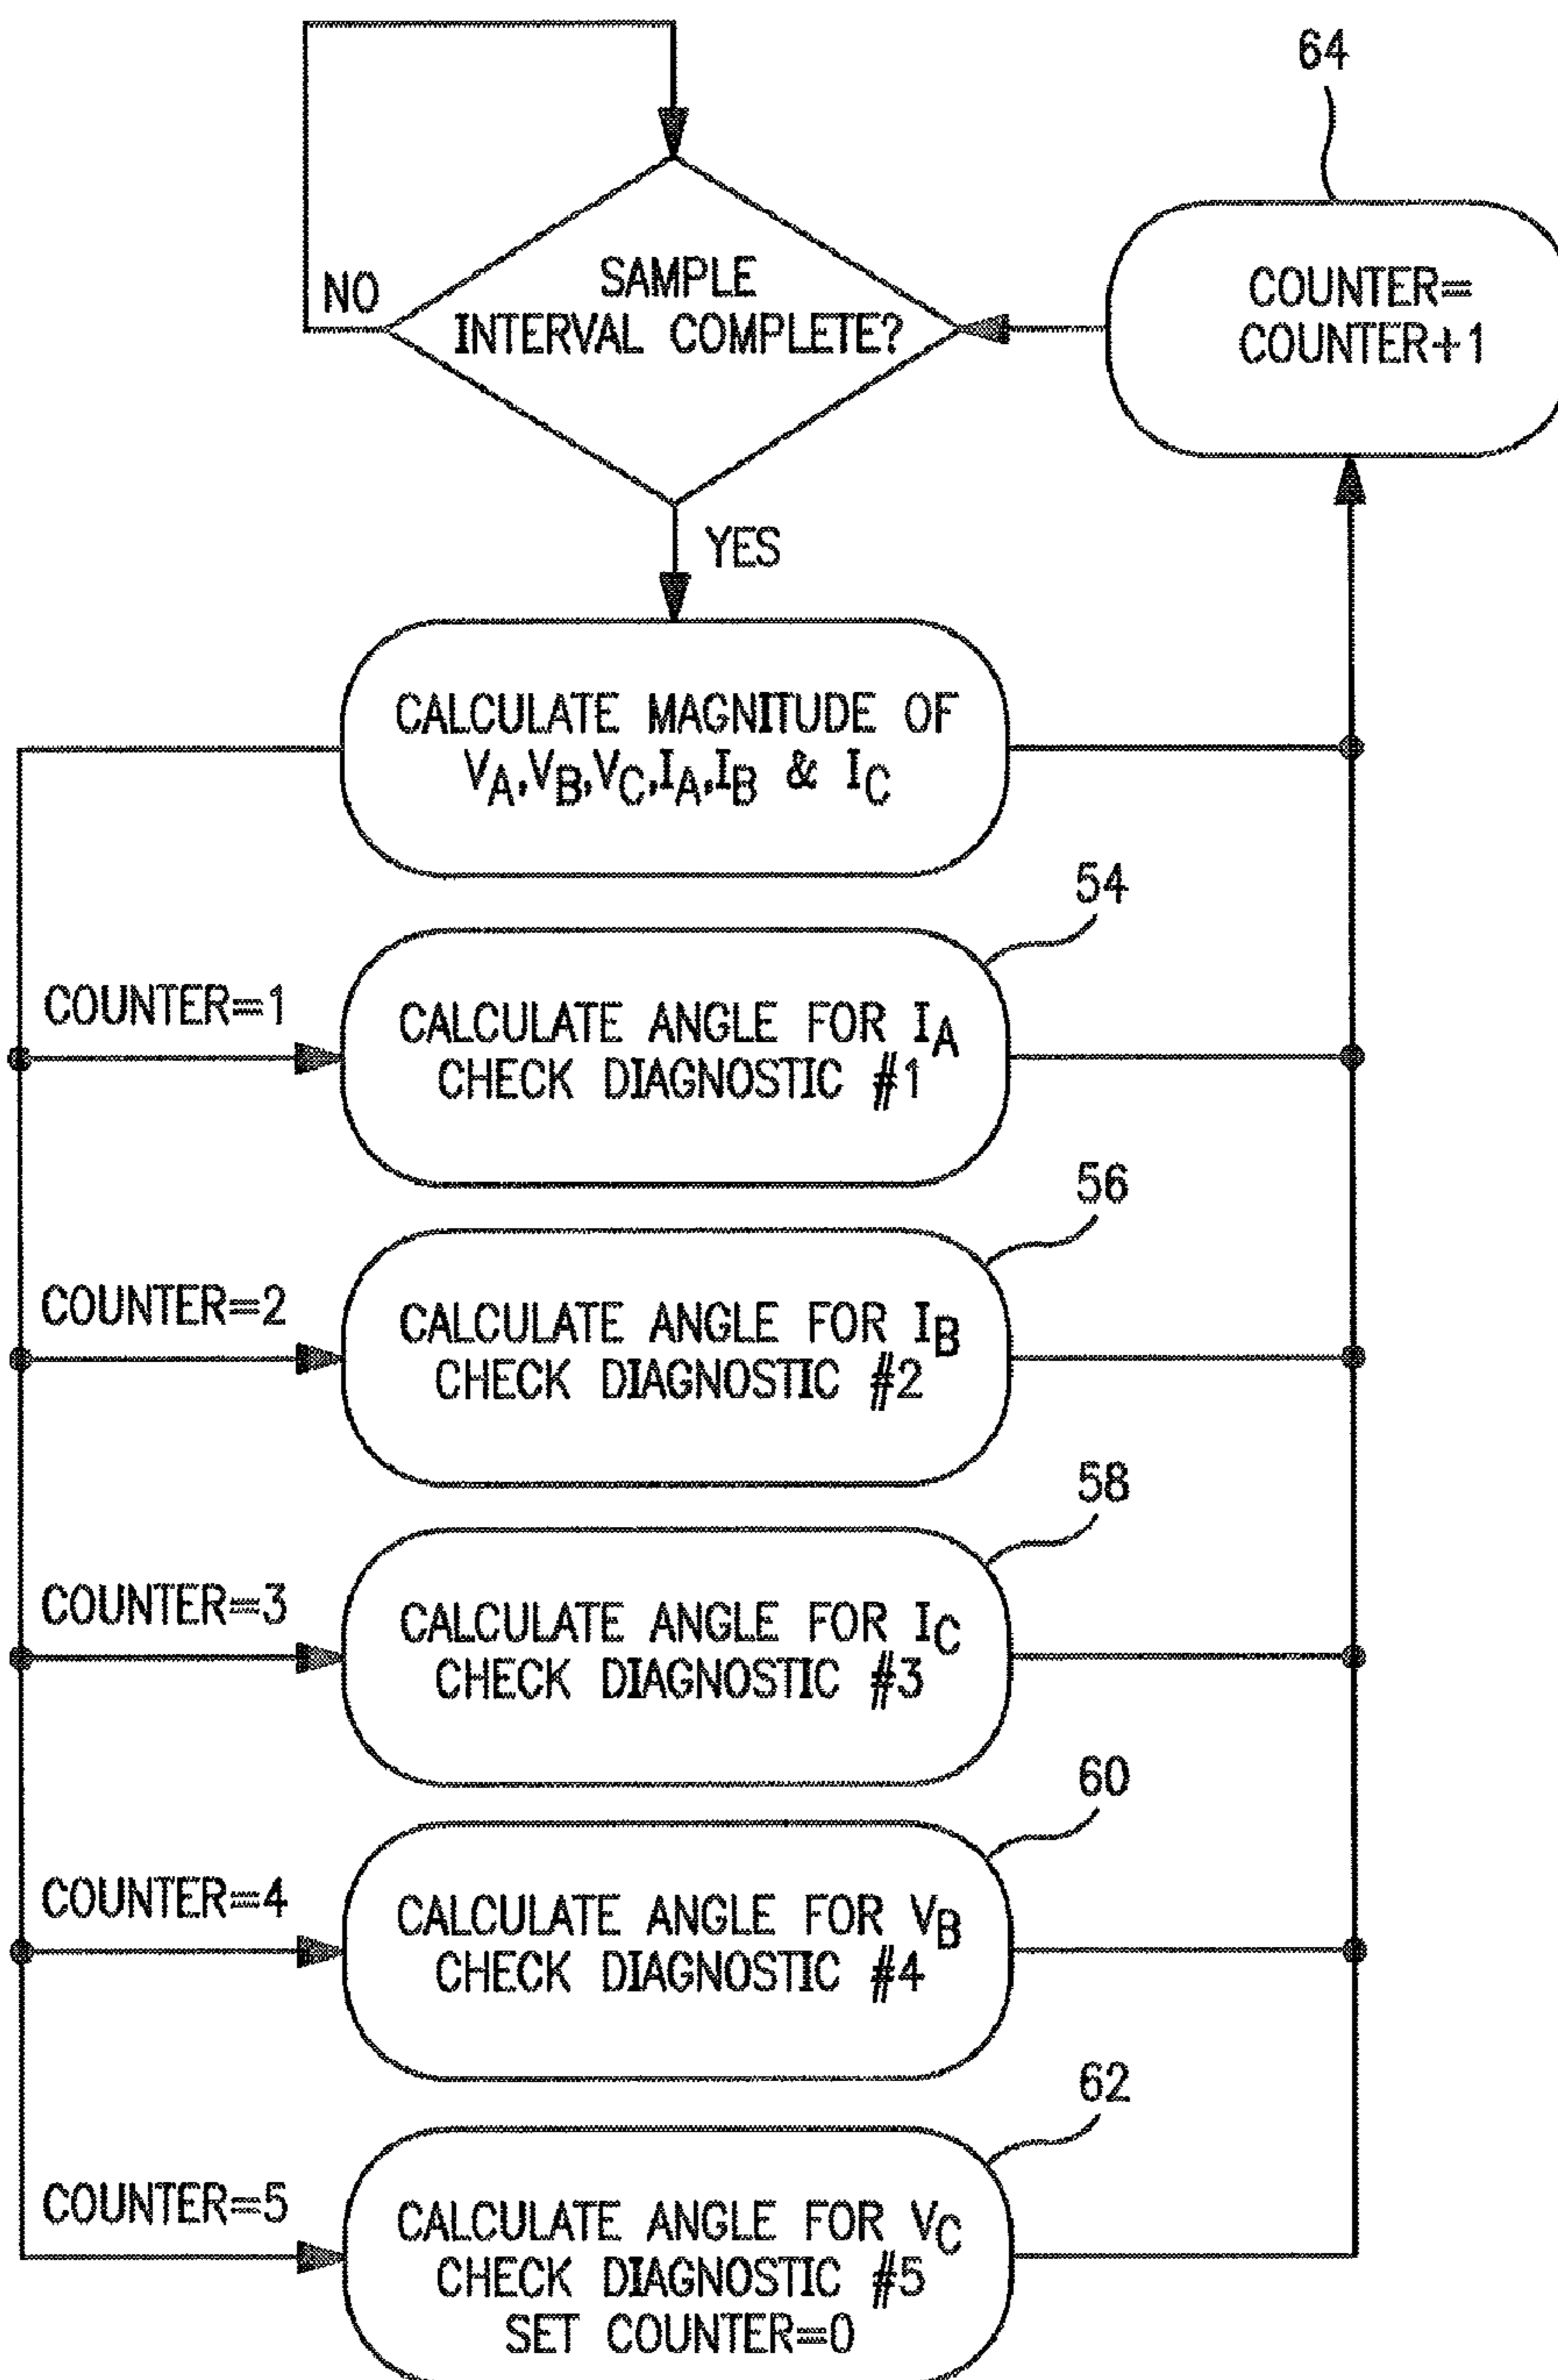 64
SAMPLE
INTERVAL COMPLETE?
NO
COUNTER=
COUNTER+1
YES
CALCULATE MAGNITUDE OF
VA,VB,VC,IA,IB & IC
54
COUNTER=1
CALCULATE ANGLE FOR IA
CHECK DIAGNOSTIC #1
56
COUNTER=2
CALCULATE ANGLE FOR IB
CHECK DIAGNOSTIC #2
58
COUNTER=3
CALCULATE ANGLE FOR IC
CHECK DIAGNOSTIC #3
60
COUNTER=4
CALCULATE ANGLE FOR VB
CHECK DIAGNOSTIC #4
62
COUNTER=5
CALCULATE ANGLE FOR VC
CHECK DIAGNOSTIC #5
SET COUNTER=0